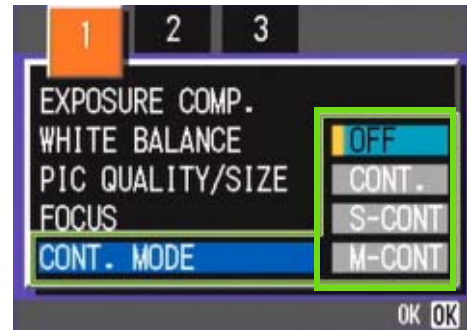 1 2 3
EXPOSURE COMP.
WHITE BALANCE OFF
PIC QUALITY/SIZE CONT.
FOCUS S-CONT
CONT. MODE M-CONT
OK OK